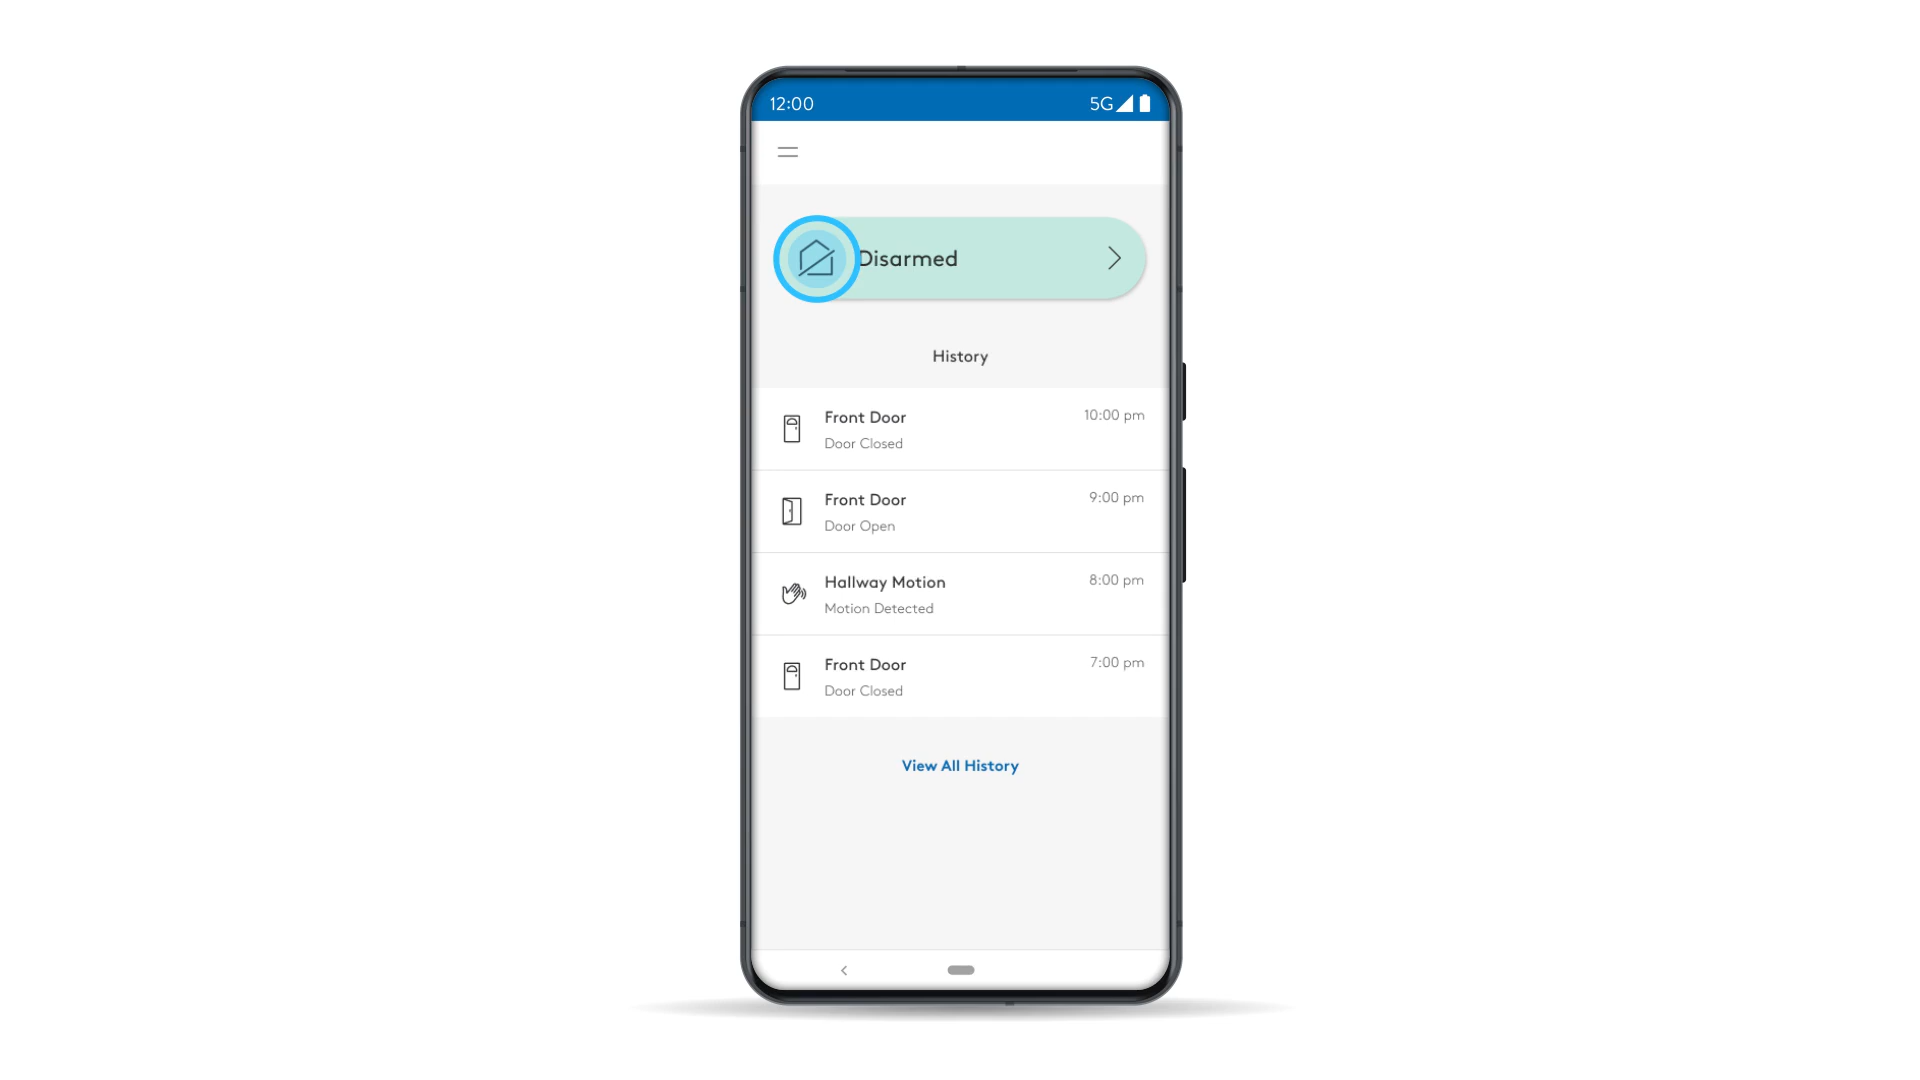 12:00 5G
Disarmed
History
Front Door 10:00 pm
Door Closed
Front Door 9:00 pm
Door Open
Hallway Motion 8:00 pm
Motion Detected
Front Door 7:00 pm
Door Closed
View All History